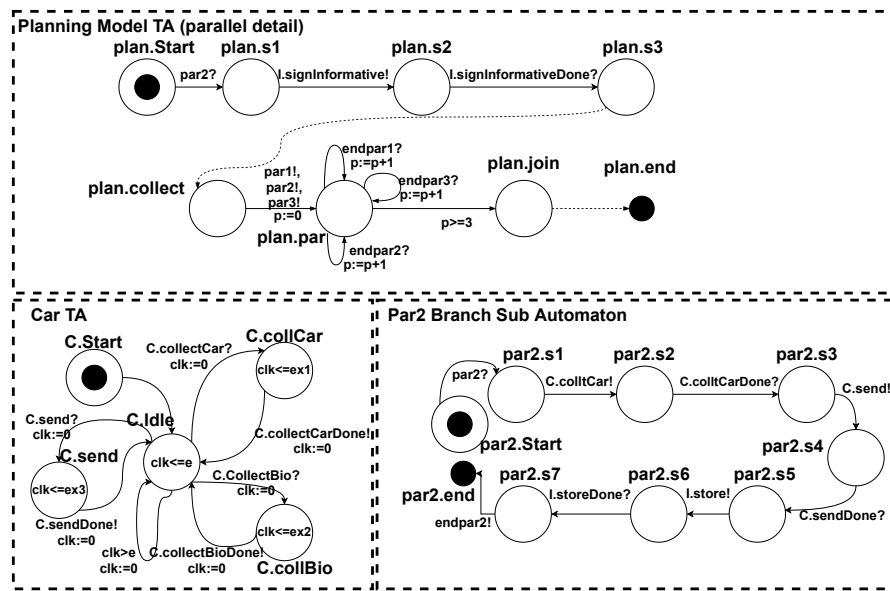 Planning Model TA (parallel detail)
plan.Start
plan.s1
plan.s2
plan.s3
par2?
I.signInformative!
I.signInformativeDone?
plan.collect
par1!,
par2!,
par3!
p:=0
plan.par
endpar1?
p:=p+1
endpar3?
p:=p+1
endpar2?
p:=p+1
p>=3
plan.join
plan.end
Car TA
C.Start
C.collectCar?
clk:=0
C.collCar
clk<=ex1
C.Idle
clk<=e
C.collectCarDone!
clk:=0
C.send?
clk:=0
C.send
clk<=ex3
C.sendDone!
clk:=0
C.CollectBio?
clk:=0
clk<=ex2
C.collBio
clk>e
clk:=0
C.collectBioDone!
clk:=0
Par2 Branch Sub Automaton
par2.s1
par2.s2
par2.s3
par2?
C.colltCar!
C.colltCarDone?
C.send!
par2.Start
par2.s4
par2.end
par2.s7
par2.s6
par2.s5
I.storeDone?
I.store!
C.sendDone?
endpar2!